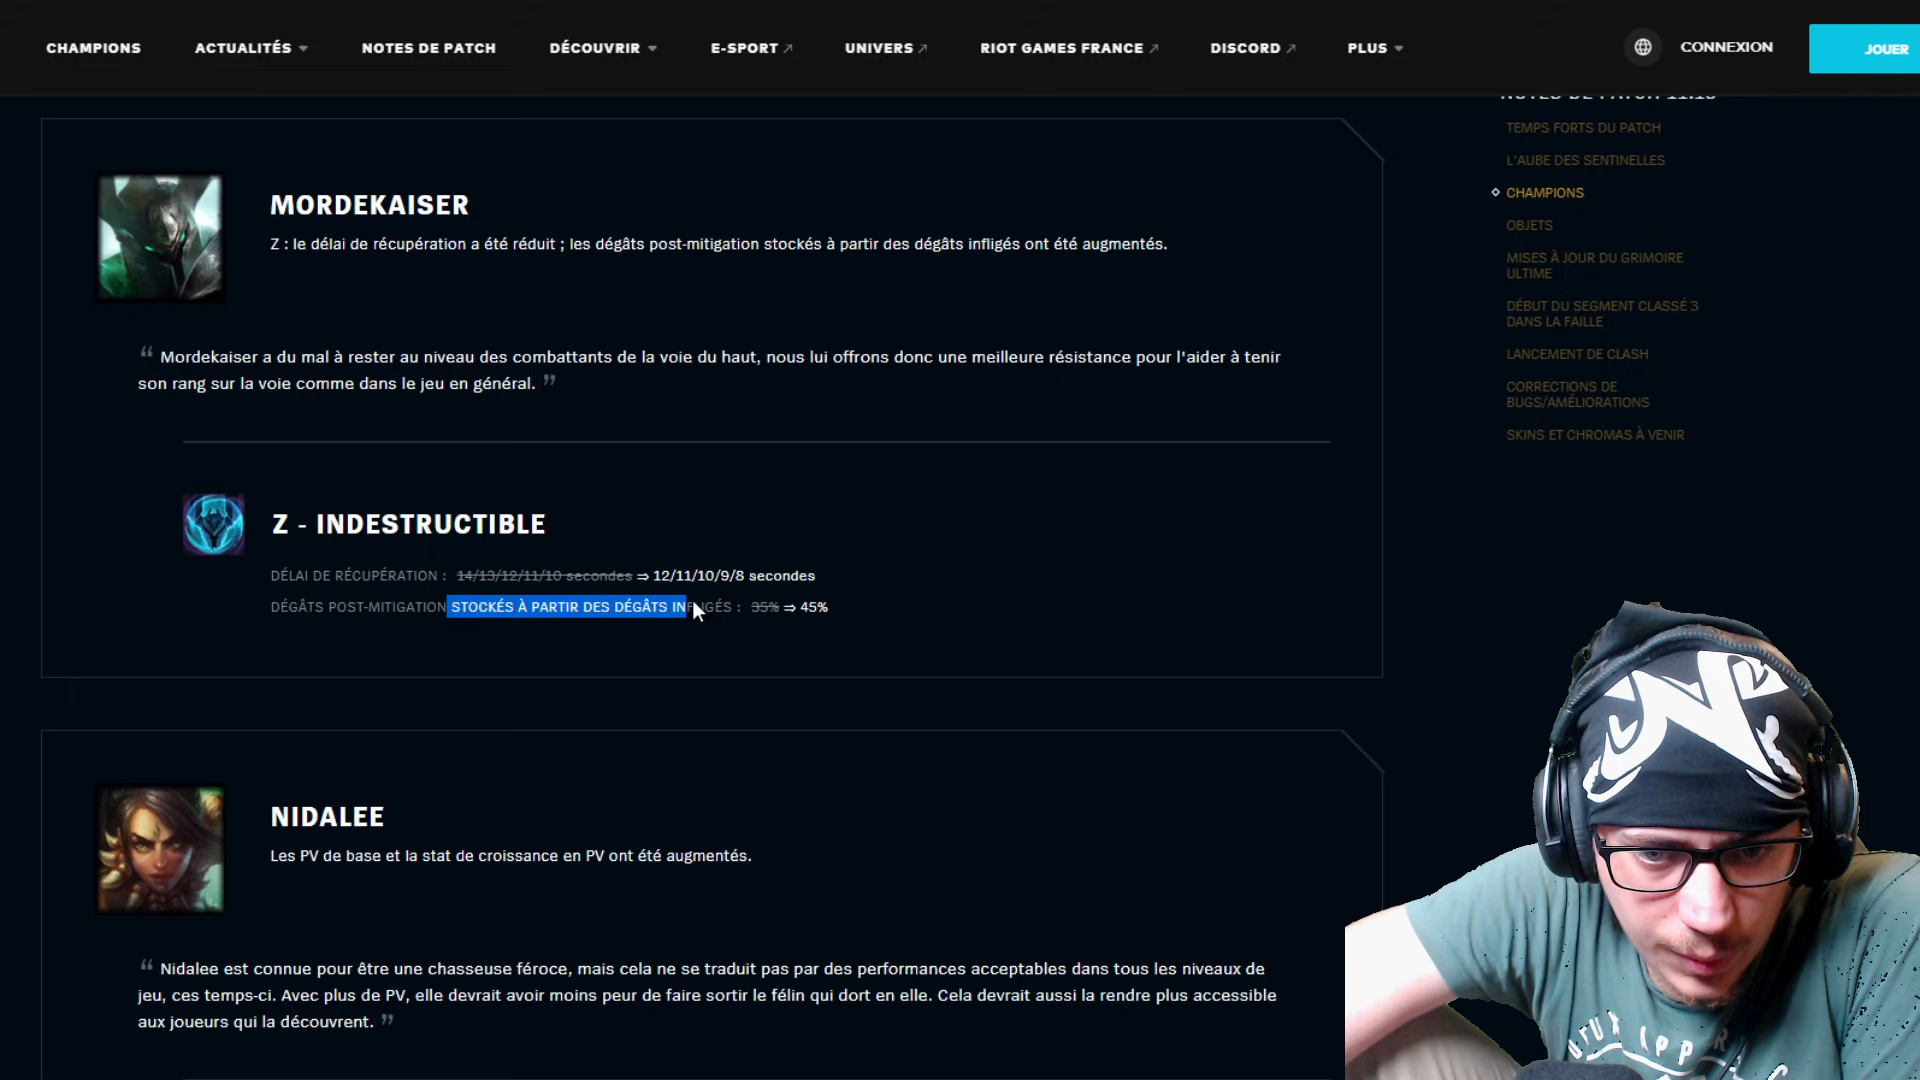 CHAMPIONS ACTUALITÉS NOTES DE PATCH DÉCOUVRIR E-SPORT UNIVERS RIOT GAMES FRANCE DISCORD PLUS CONNEXION JOUER
TEMPS FORTS DU PATCH
L'AUBE DES SENTINELLES
CHAMPIONS
OBJETS
MISES À JOUR DU GRIMOIRE
ULTIME
DÉBUT DU SEGMENT CLASSÉ 3
DANS LA FAILLE
LANCEMENT DE CLASH
CORRECTIONS DE
BUGS/AMÉLIORATIONS
SKINS ET CHROMAS À VENIR
MORDEKAISER
Z : le délai de récupération a été réduit ; les dégâts post-mitigation stockés à partir des dégâts infligés ont été augmentés.
“ Mordekaiser a du mal à rester au niveau des combattants de la voie du haut, nous lui offrons donc une meilleure résistance pour l'aider à tenir
son rang sur la voie comme dans le jeu en général. ”
Z - INDESTRUCTIBLE
DÉLAI DE RÉCUPÉRATION : 14/13/12/11/10 secondes ⇒ 12/11/10/9/8 secondes
DÉGÂTS POST-MITIGATION STOCKÉS À PARTIR DES DÉGÂTS INFLIGÉS : 35% ⇒ 45%
NIDALEE
Les PV de base et la stat de croissance en PV ont été augmentés.
“ Nidalee est connue pour être une chasseuse féroce, mais cela ne se traduit pas par des performances acceptables dans tous les niveaux de
jeu, ces temps-ci. Avec plus de PV, elle devrait avoir moins peur de faire sortir le félin qui dort en elle. Cela devrait aussi la rendre plus accessible
aux joueurs qui la découvrent. ”